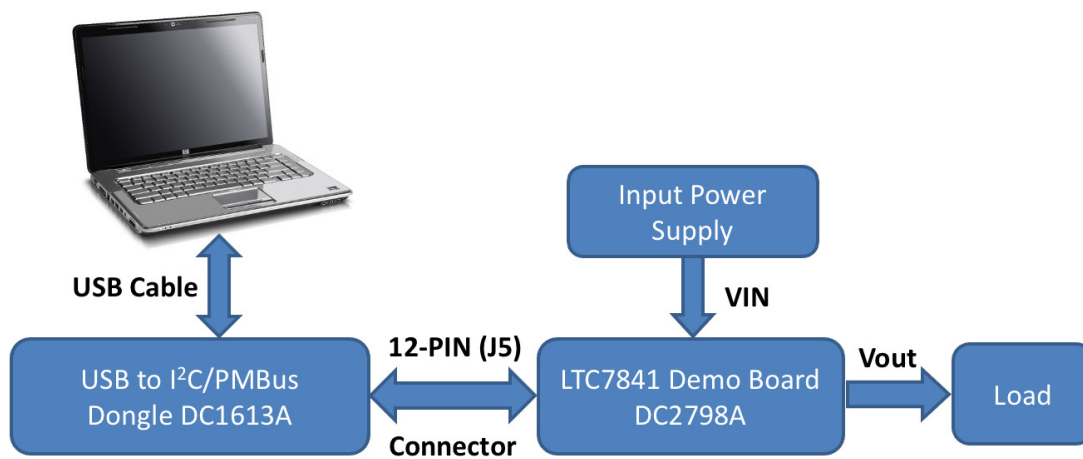 Input Power
Supply
USB Cable
VIN
12-PIN (J5)
Vout
USB to I²C/PMBus
Dongle DC1613A
LTC7841 Demo Board
DC2798A
Load
Connector